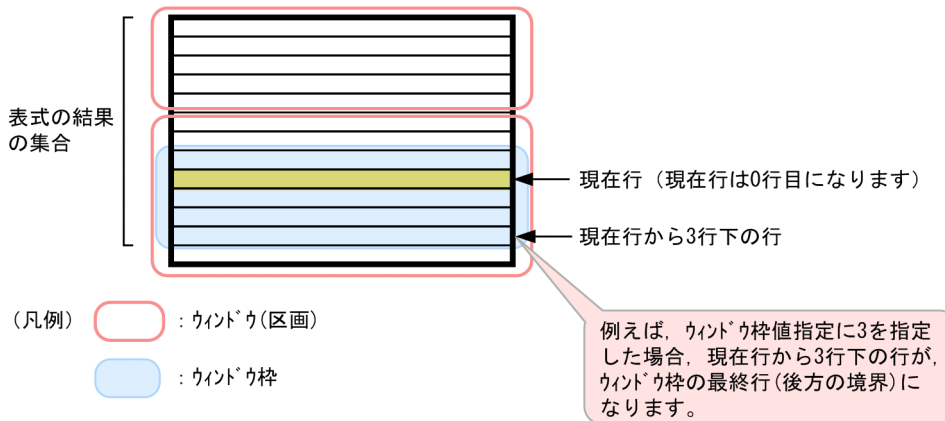 表式の結果
の集合
現在行（現在行は0行目になります）
現在行から3行下の行
（凡例）
：ｳｨﾝﾄﾞｳ(区画)
：ｳｨﾝﾄﾞｳ枠
例えば，ｳｨﾝﾄﾞｳ枠値指定に3を指定
した場合，現在行から3行下の行が，
ｳｨﾝﾄﾞｳ枠の最終行(後方の境界)に
なります。